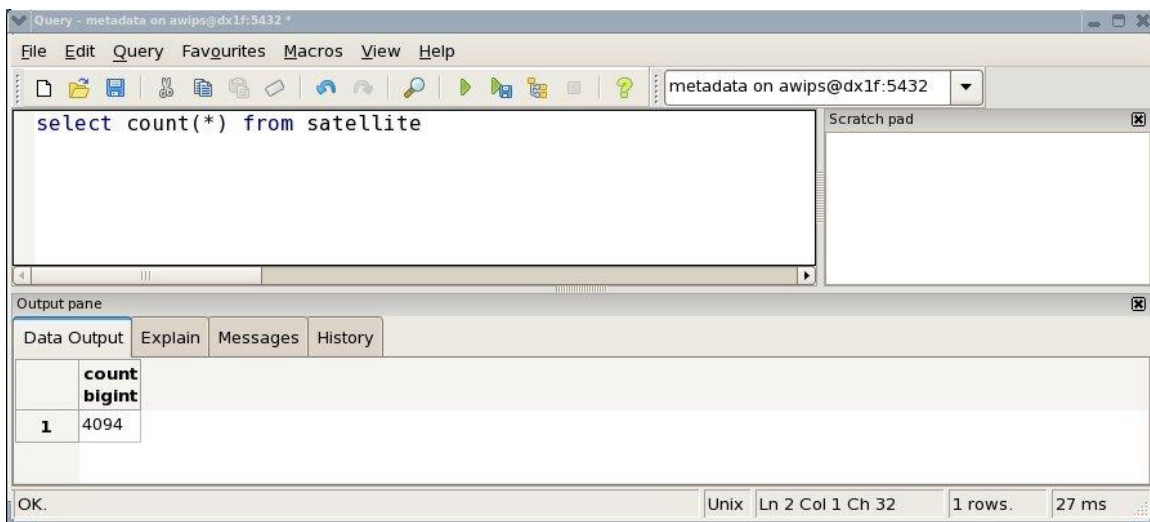 Query - metadata on awips@dx1f:5432 *
File Edit Query Favourites Macros View Help
metadata on awips@dx1f:5432
select count(*) from satellite
Scratch pad
Output pane
Data Output Explain Messages History
count
bigint
1 4094
OK. Unix Ln 2 Col 1 Ch 32 1 rows. 27 ms